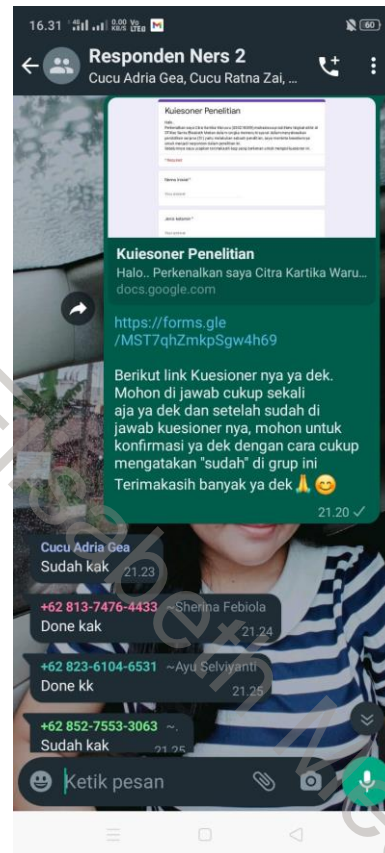 16.31
0.00
60
Responden Ners 2
Cucu Adria Gea, Cucu Ratna Zai, ...
Kuiesoner Penelitian
Kuiesoner Penelitian
Halo.. Perkenalkan saya Citra Kartika Waru...
docs.google.com
https://forms.gle
/MST7qhZmkpSgw4h69
Berikut link Kuesioner nya ya dek.
Mohon di jawab cukup sekali
aja ya dek dan setelah sudah di
jawab kuesioner nya, mohon untuk
konfirmasi ya dek dengan cara cukup
mengatakan "sudah" di grup ini
Terimakasih banyak ya dek🙏😊
21.20 ✓
Cucu Adria Gea
Sudah kak 21.23
+62 813-7476-4433 ~Sherina Febiola
Done kak 21.24
+62 823-6104-6531 ~Ayu Selviyanti
Done kk 21.25
+62 852-7553-3063 ~.
Sudah kak 21.25
Ketik pesan